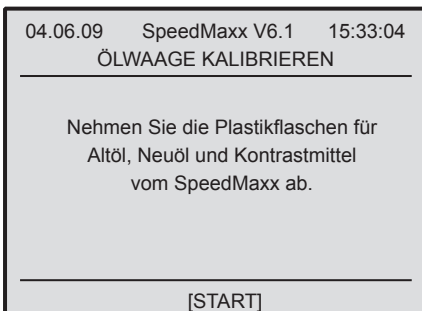 04.06.09 SpeedMaxx V6.1 15:33:04
ÖLWAAGE KALIBRIEREN
Nehmen Sie die Plastikflaschen für
Altöl, Neuöl und Kontrastmittel
vom SpeedMaxx ab.
[START]